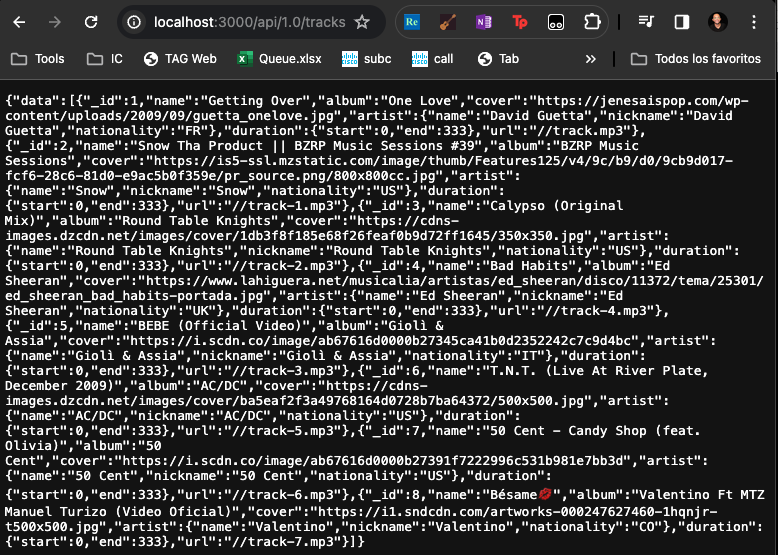 localhost:3000/api/1.0/tracks
Re
N
Tp
Tools
IC
TAG Web
Queue.xlsx
subc
call
Tab
»
Todos los favoritos
{"data":[{"_id":1,"name":"Getting Over","album":"One Love","cover":"https://jenesaispop.com/wp-
content/uploads/2009/09/guetta_onelove.jpg","artist":{"name":"David Guetta","nickname":"David
Guetta","nationality":"FR"},"duration":{"start":0,"end":333},"url":"//track.mp3"},
{"_id":2,"name":"Snow Tha Product || BZRP Music Sessions #39","album":"BZRP Music
Sessions","cover":"https://is5-ssl.mzstatic.com/image/thumb/Features125/v4/9c/b9/d0/9cb9d017-
fcf6-28c6-81d0-e9ac5b0f359e/pr_source.png/800x800cc.jpg","artist":
{"name":"Snow","nickname":"Snow","nationality":"US"},"duration":
{"start":0,"end":333},"url":"//track-1.mp3"},{"_id":3,"name":"Calypso (Original
Mix)","album":"Round Table Knights","cover":"https://cdns-
images.dzcdn.net/images/cover/1db3f8f185e68f26feaf0b9d72ff1645/350x350.jpg","artist":
{"name":"Round Table Knights","nickname":"Round Table Knights","nationality":"US"},"duration":
{"start":0,"end":333},"url":"//track-2.mp3"},{"_id":4,"name":"Bad Habits","album":"Ed
Sheeran","cover":"https://www.lahiguera.net/musicalia/artistas/ed_sheeran/disco/11372/tema/25301/
ed_sheeran_bad_habits-portada.jpg","artist":{"name":"Ed Sheeran","nickname":"Ed
Sheeran","nationality":"UK"},"duration":{"start":0,"end":333},"url":"//track-4.mp3"},
{"_id":5,"name":"BEBE (Official Video)","album":"Giolì &
Assia","cover":"https://i.scdn.co/image/ab67616d0000b27345ca41b0d2352242c7c9d4bc","artist":
{"name":"Giolì & Assia","nickname":"Giolì & Assia","nationality":"IT"},"duration":
{"start":0,"end":333},"url":"//track-3.mp3"},{"_id":6,"name":"T.N.T. (Live At River Plate,
December 2009)","album":"AC/DC","cover":"https://cdns-
images.dzcdn.net/images/cover/ba5eaf2f3a49768164d0728b7ba64372/500x500.jpg","artist":
{"name":"AC/DC","nickname":"AC/DC","nationality":"US"},"duration":
{"start":0,"end":333},"url":"//track-5.mp3"},{"_id":7,"name":"50 Cent – Candy Shop (feat.
Olivia)","album":"50
Cent","cover":"https://i.scdn.co/image/ab67616d0000b27391f7222996c531b981e7bb3d","artist":
{"name":"50 Cent","nickname":"50 Cent","nationality":"US"},"duration":
{"start":0,"end":333},"url":"//track-6.mp3"},{"_id":8,"name":"Bésame💋","album":"Valentino Ft MTZ
Manuel Turizo (Video Oficial)","cover":"https://i1.sndcdn.com/artworks-000247627460-1hqnjr-
t500x500.jpg","artist":{"name":"Valentino","nickname":"Valentino","nationality":"CO"},"duration":
{"start":0,"end":333},"url":"//track-7.mp3"}]}